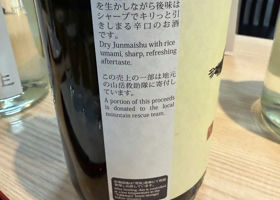 を生かしながら後味は
シャープでキリっと引
きしまる辛口のお酒
です。
Dry Junmaishu with rice
umami, sharp, refreshing
aftertaste.
この売上の一部は地元
の山岳救助隊に寄付し
ています。
A portion of this proceeds
is donated to the local
mountain rescue team.